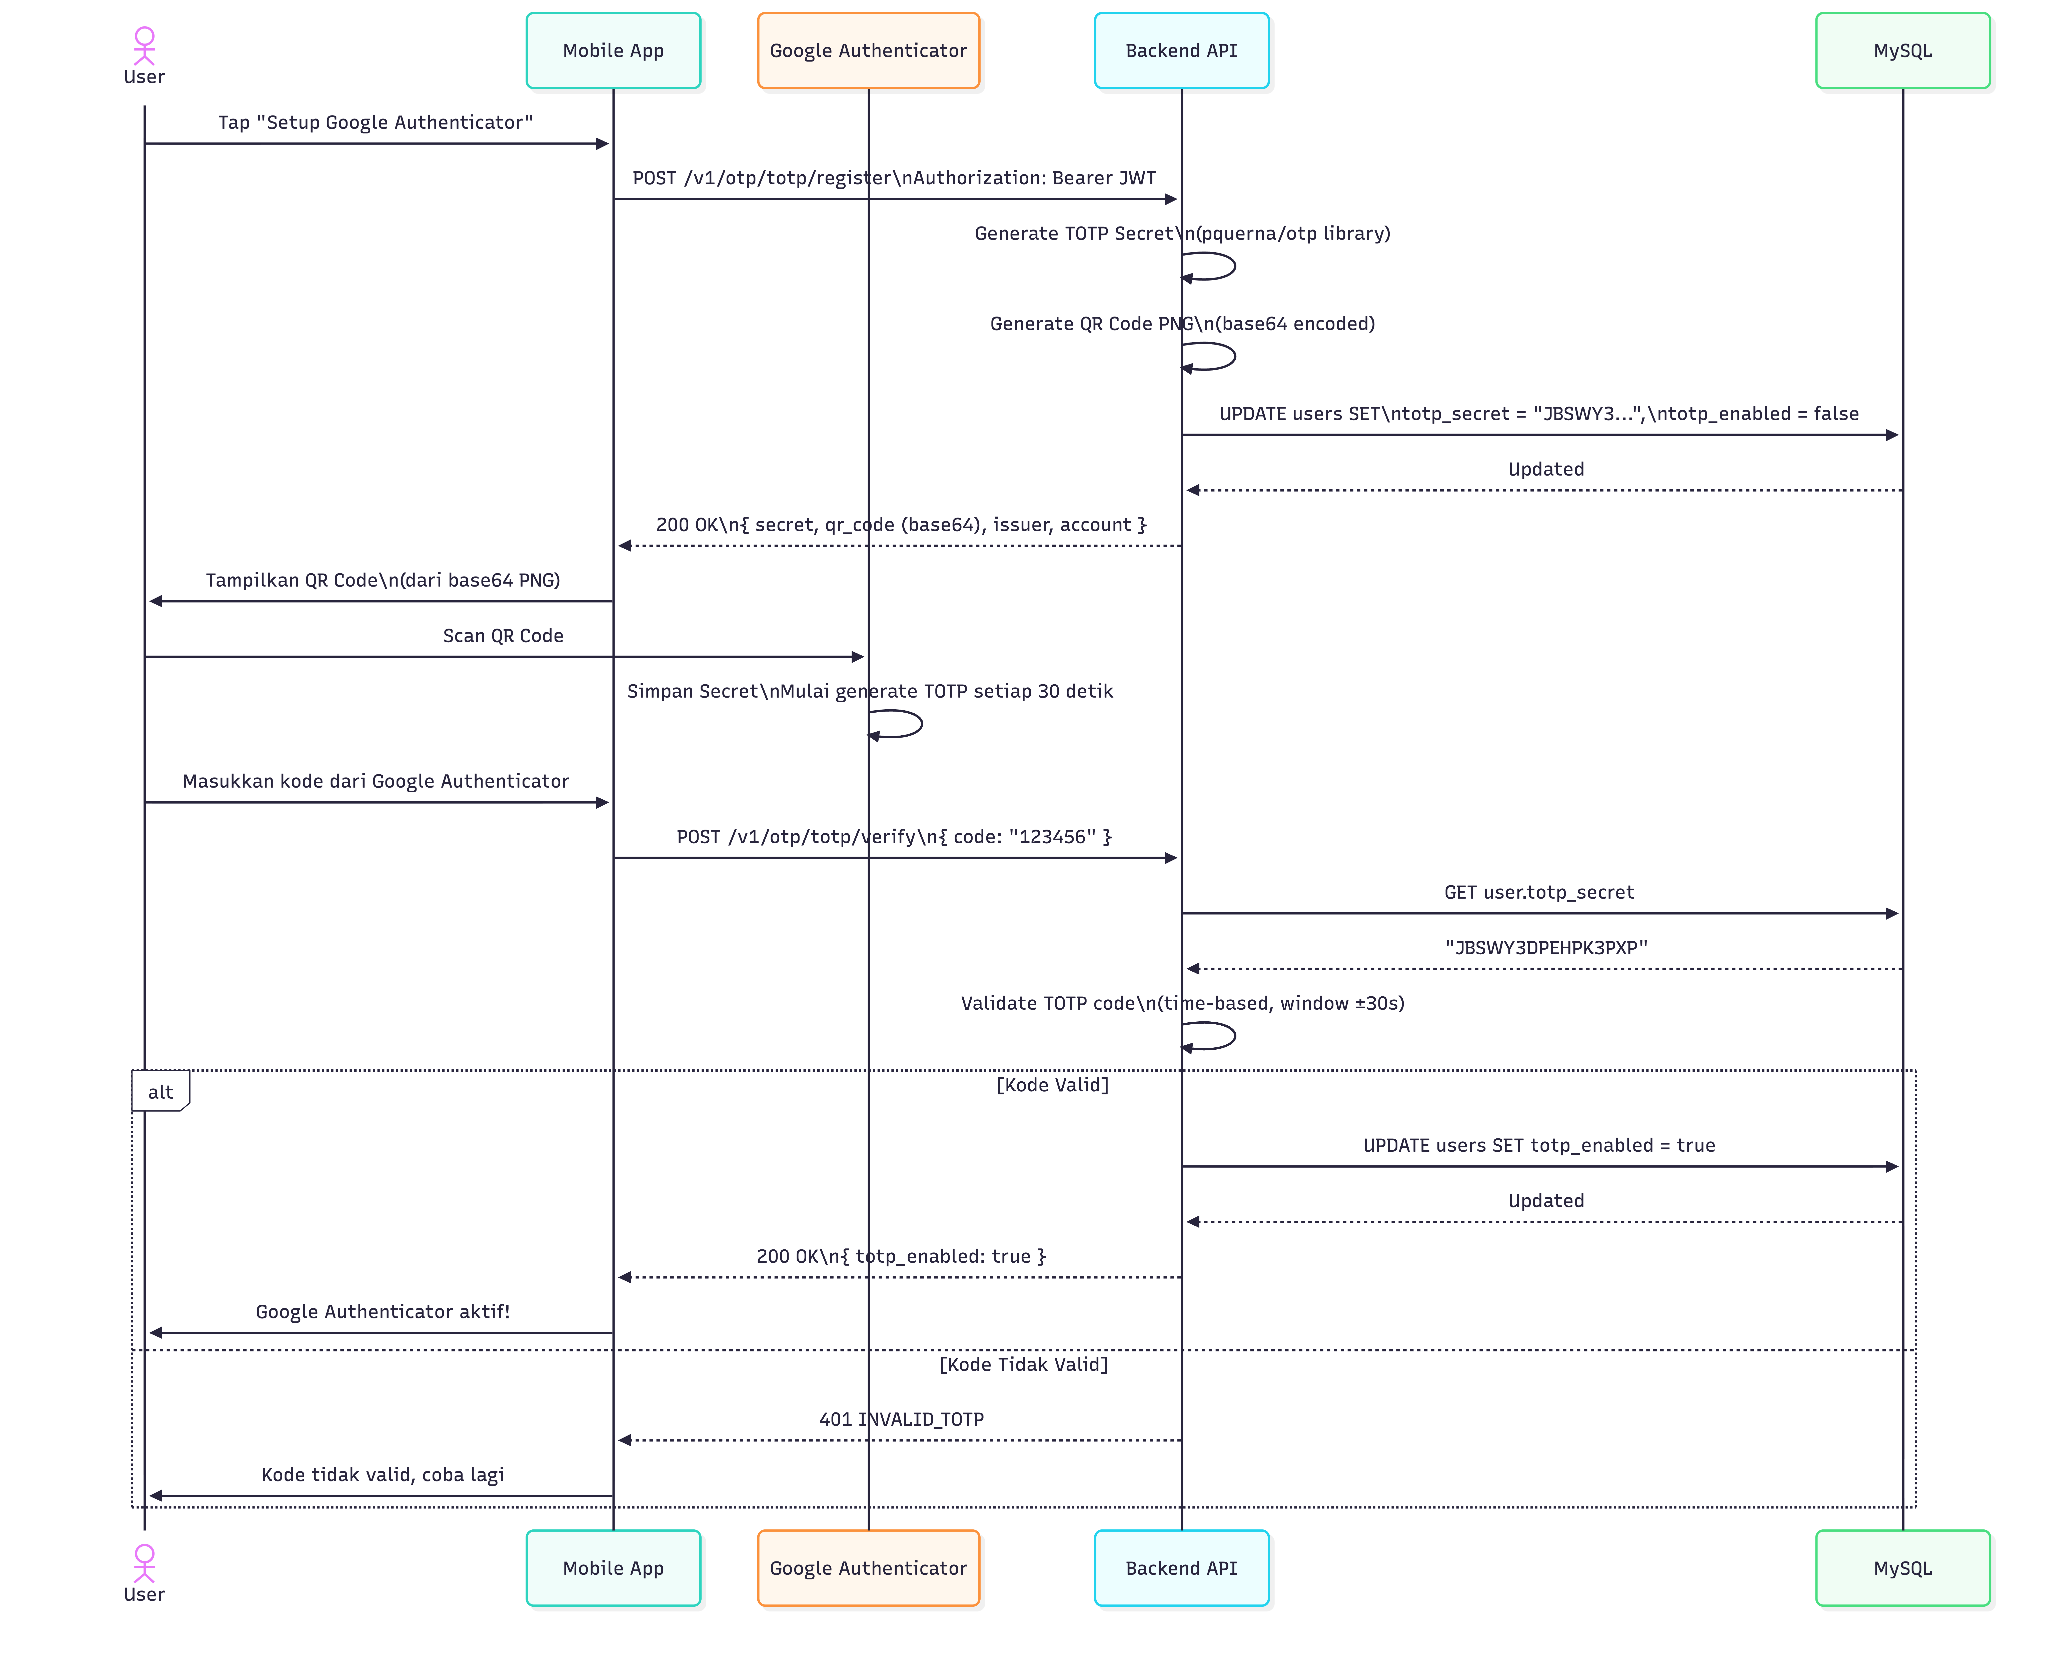 User
Mobile App
Google Authenticator
Backend API
MySQL
Tap "Setup Google Authenticator"
POST /v1/otp/totp/register\nAuthorization: Bearer JWT
Generate TOTP Secret\n(pquerna/otp library)
Generate QR Code PNG\n(base64 encoded)
UPDATE users SET\ntotp_secret = "JBSWY3...",\ntotp_enabled = false
Updated
200 OK\n{ secret, qr_code (base64), issuer, account }
Tampilkan QR Code\n(dari base64 PNG)
Scan QR Code
Simpan Secret\nMulai generate TOTP setiap 30 detik
Masukkan kode dari Google Authenticator
POST /v1/otp/totp/verify\n{ code: "123456" }
GET user.totp_secret
"JBSWY3DPEHPK3PXP"
Validate TOTP code\n(time-based, window ±30s)
alt
[Kode Valid]
UPDATE users SET totp_enabled = true
Updated
200 OK\n{ totp_enabled: true }
Google Authenticator aktif!
[Kode Tidak Valid]
401 INVALID_TOTP
Kode tidak valid, coba lagi
User
Mobile App
Google Authenticator
Backend API
MySQL